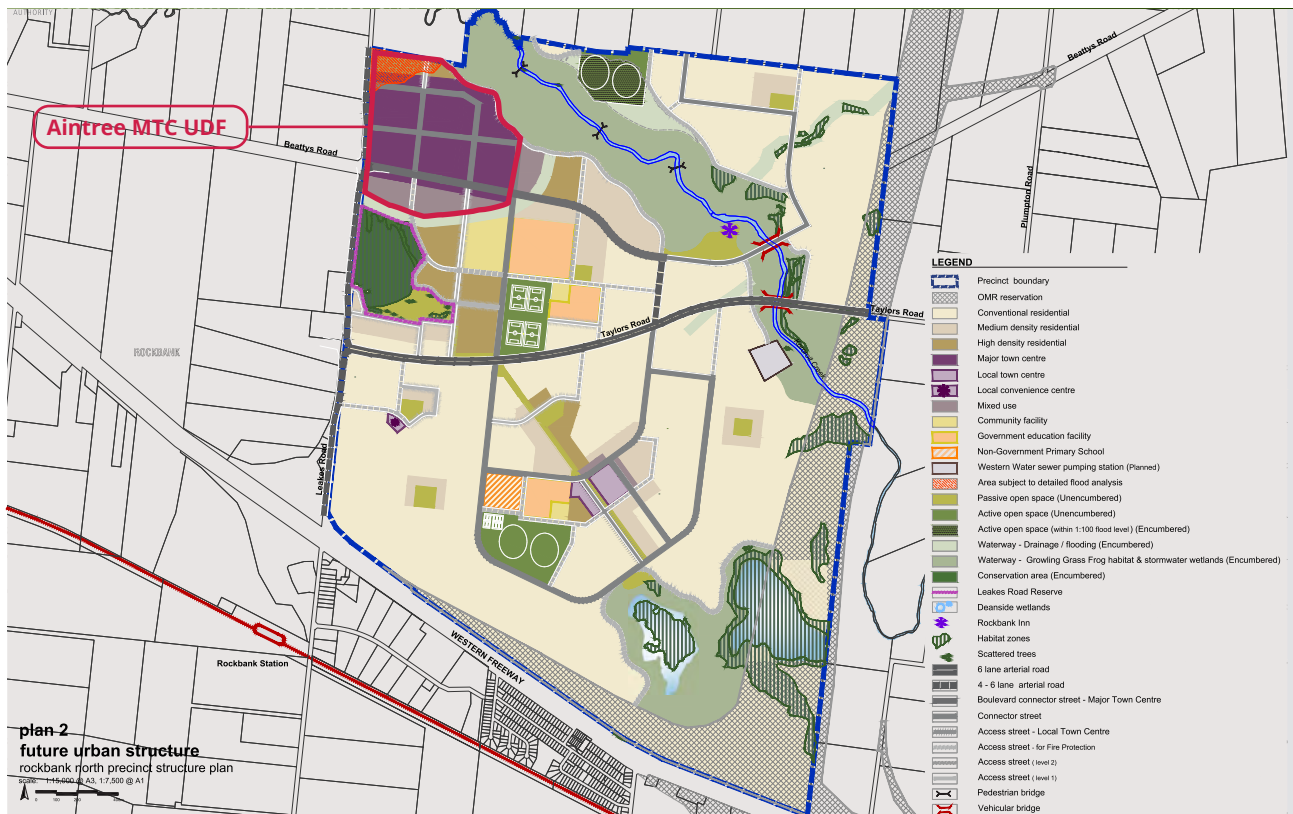 AUTHORITY
Beattys Road
Aintree MTC UDF
Beattys Road
Plumpton Road
Taylors Road
Taylors Road
ROCKBANK
Leakes Road
WESTERN FREEWAY
Rockbank Station
plan 2
future urban structure
rockbank north precinct structure plan
scale: 1:15,000 @ A3, 1:7,500 @ A1
LEGEND
Precinct boundary
OMR reservation
Conventional residential
Medium density residential
High density residential
Major town centre
Local town centre
Local convenience centre
Mixed use
Community facility
Government education facility
Non-Government Primary School
Western Water sewer pumping station (Planned)
Area subject to detailed flood analysis
Passive open space (Unencumbered)
Active open space (Unencumbered)
Active open space (within 1:100 flood level) (Encumbered)
Waterway - Drainage / flooding (Encumbered)
Waterway - Growling Grass Frog habitat & stormwater wetlands (Encumbered)
Conservation area (Encumbered)
Leakes Road Reserve
Deanside wetlands
Rockbank Inn
Habitat zones
Scattered trees
6 lane arterial road
4 - 6 lane arterial road
Boulevard connector street - Major Town Centre
Connector street
Access street - Local Town Centre
Access street - for Fire Protection
Access street ( level 2)
Access street ( level 1)
Pedestrian bridge
Vehicular bridge